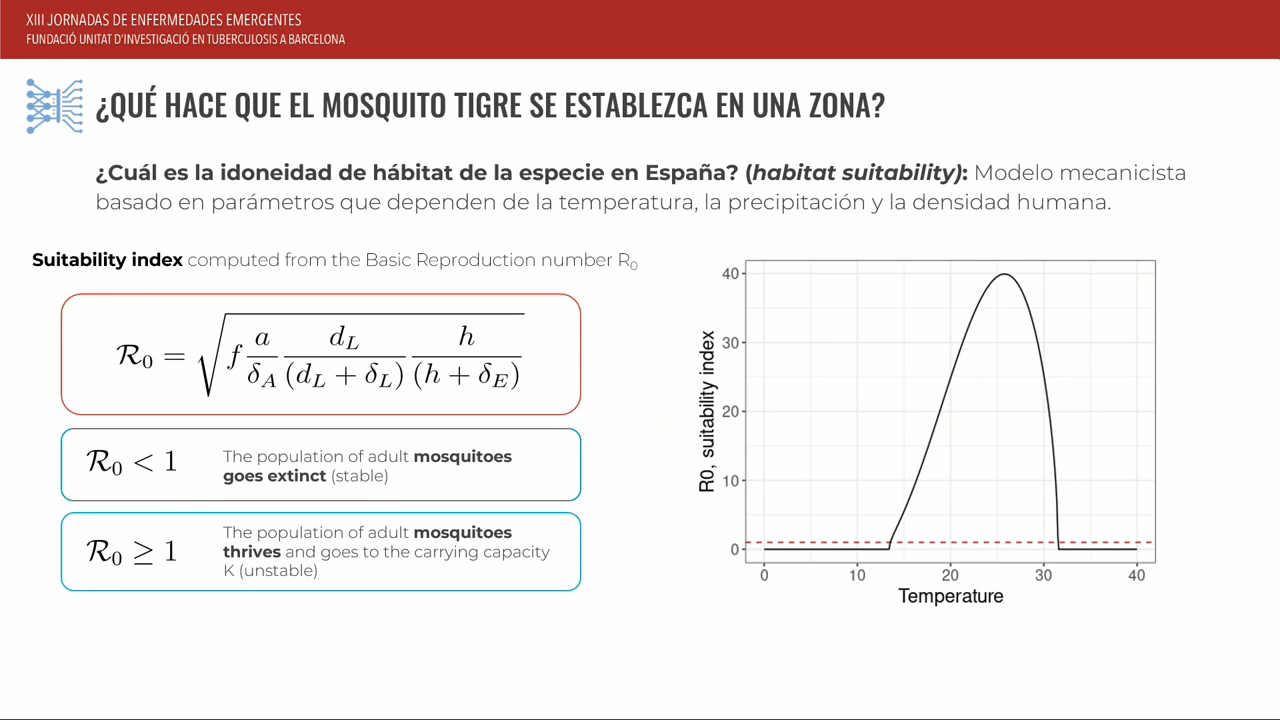 XIII JORNADAS DE ENFERMEDADES EMERGENTES
FUNDACIÓ UNITAT D'INVESTIGACIÓ EN TUBERCULOSIS A BARCELONA
¿QUÉ HACE QUE EL MOSQUITO TIGRE SE ESTABLEZCA EN UNA ZONA?
¿Cuál es la idoneidad de hábitat de la especie en España? (habitat suitability): Modelo mecanicista
basado en parámetros que dependen de la temperatura, la precipitación y la densidad humana.
Suitability index computed from the Basic Reproduction number R₀
ℛ₀ = √( f a/δ_A d_L/(d_L + δ_L) h/(h + δ_E) )
ℛ₀ < 1
The population of adult mosquitoes
goes extinct (stable)
ℛ₀ ≥ 1
The population of adult mosquitoes
thrives and goes to the carrying capacity
K (unstable)
R0, suitability index
40
30
20
10
0
0 10 20 30 40
Temperature